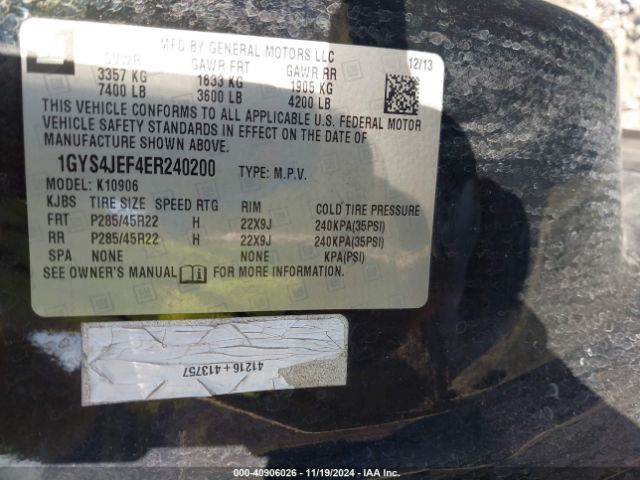 MFD BY GENERAL MOTORS LLC
GVWR GAWR FRT GAWR RR 12/13
3357 KG 1633 KG 1905 KG
7400 LB 3600 LB 4200 LB
THIS VEHICLE CONFORMS TO ALL APPLICABLE U.S. FEDERAL MOTOR
VEHICLE SAFETY STANDARDS IN EFFECT ON THE DATE OF
MANUFACTURE SHOWN ABOVE.
1GYS4JEF4ER240200 TYPE: M.P.V.
MODEL: K10906
KJBS TIRE SIZE SPEED RTG RIM COLD TIRE PRESSURE
FRT P285/45R22 H 22X9J 240KPA(35PSI)
RR P285/45R22 H 22X9J 240KPA(35PSI)
SPA NONE NONE KPA(PSI)
SEE OWNER'S MANUAL FOR MORE INFORMATION.
41216+413757
000-40906026 - 11/19/2024 - IAA Inc.